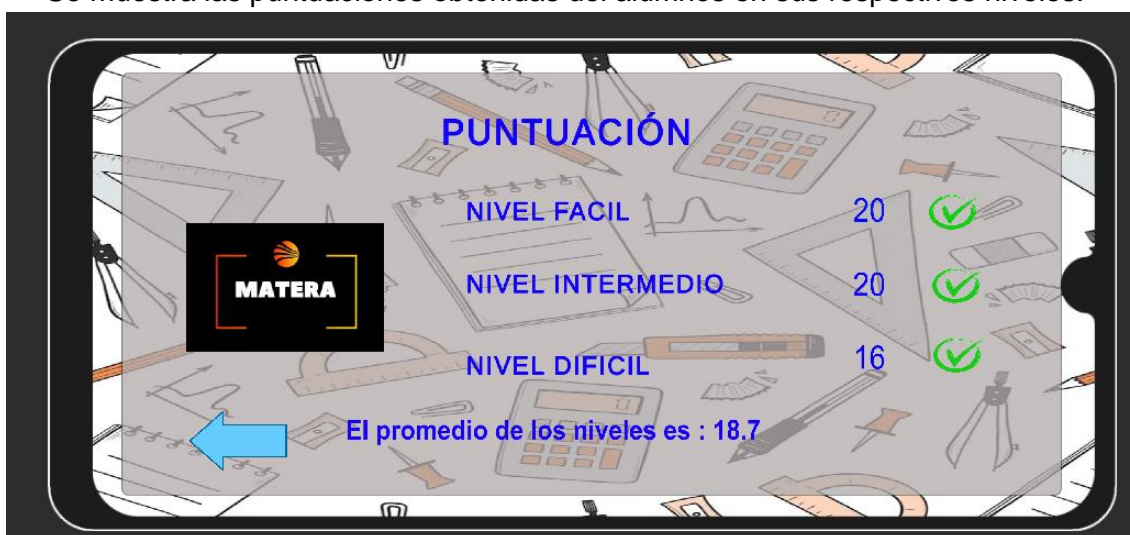 Se muestra las puntuaciones obtenidas del alumnos en sus respectivos niveles.
PUNTUACIÓN
NIVEL FACIL 20
MATERA
NIVEL INTERMEDIO 20
NIVEL DIFICIL 16
El promedio de los niveles es : 18.7